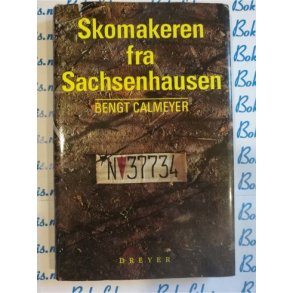 Skomakeren
fra
Sachsenhausen
BENGT CALMEYER
N 37734
DREYER